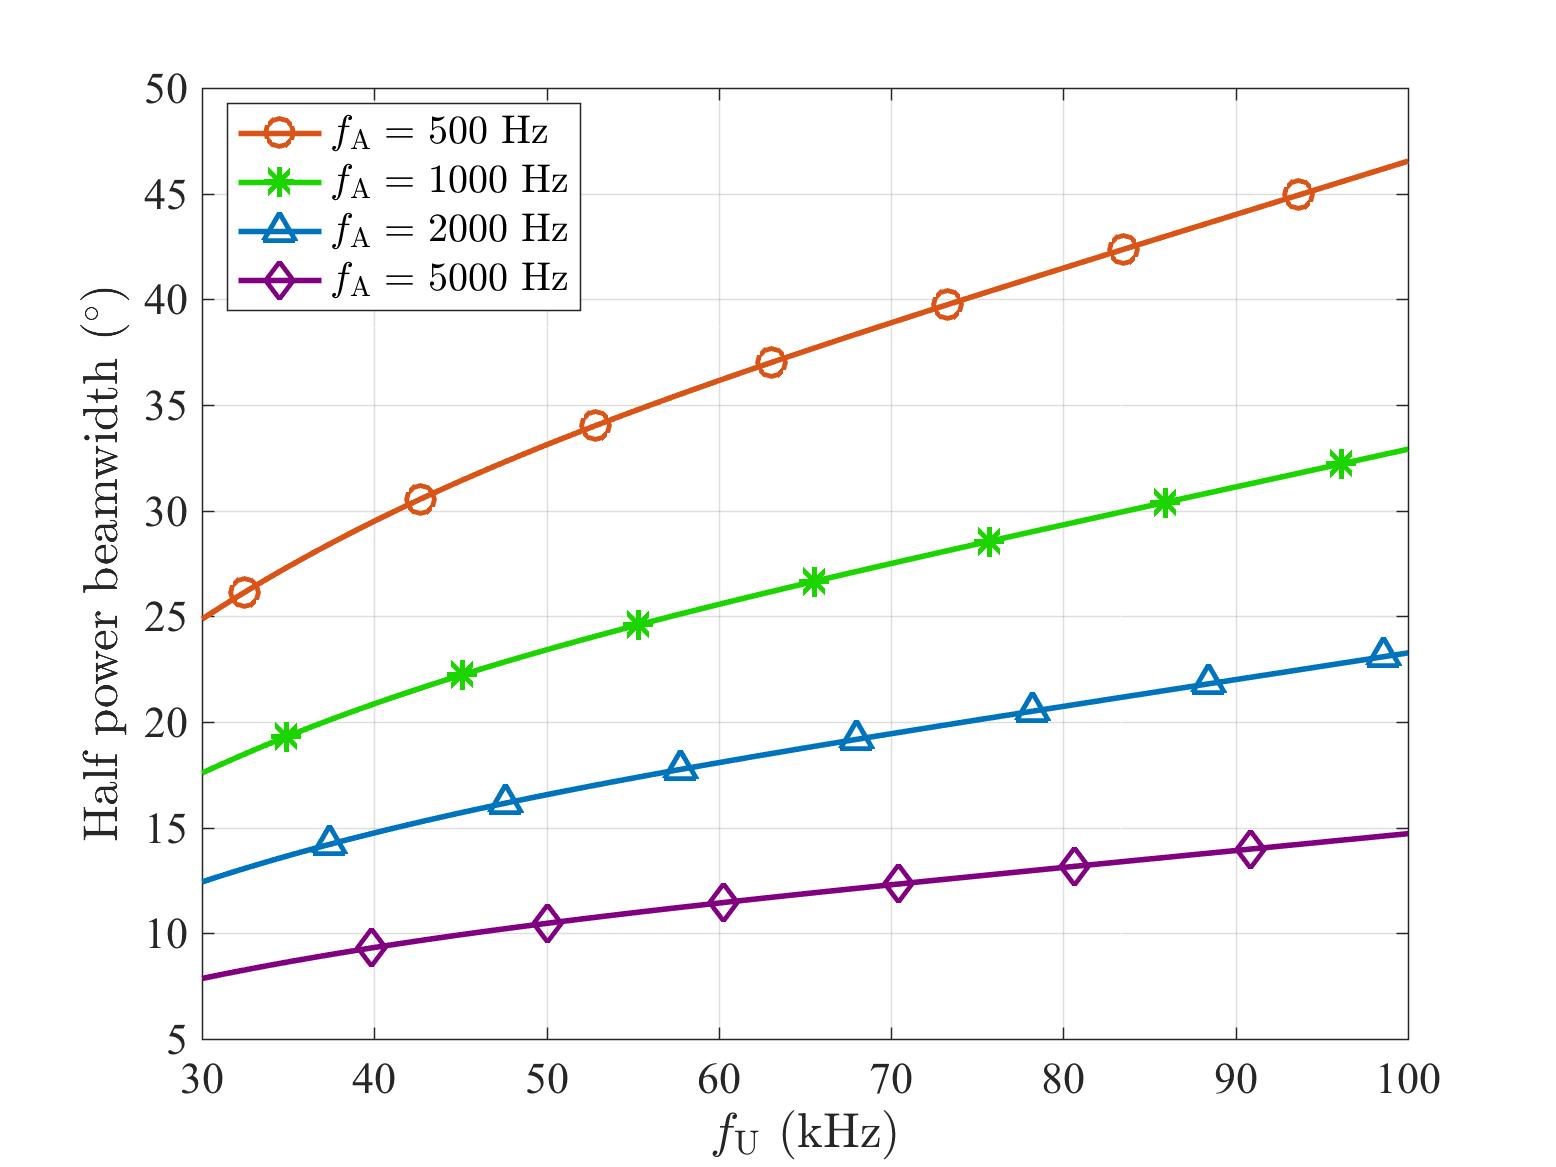 50
45
40
35
30
25
20
15
10
5
Half power beamwidth (°)
f_A = 500 Hz
f_A = 1000 Hz
f_A = 2000 Hz
f_A = 5000 Hz
30 40 50 60 70 80 90 100
f_U (kHz)